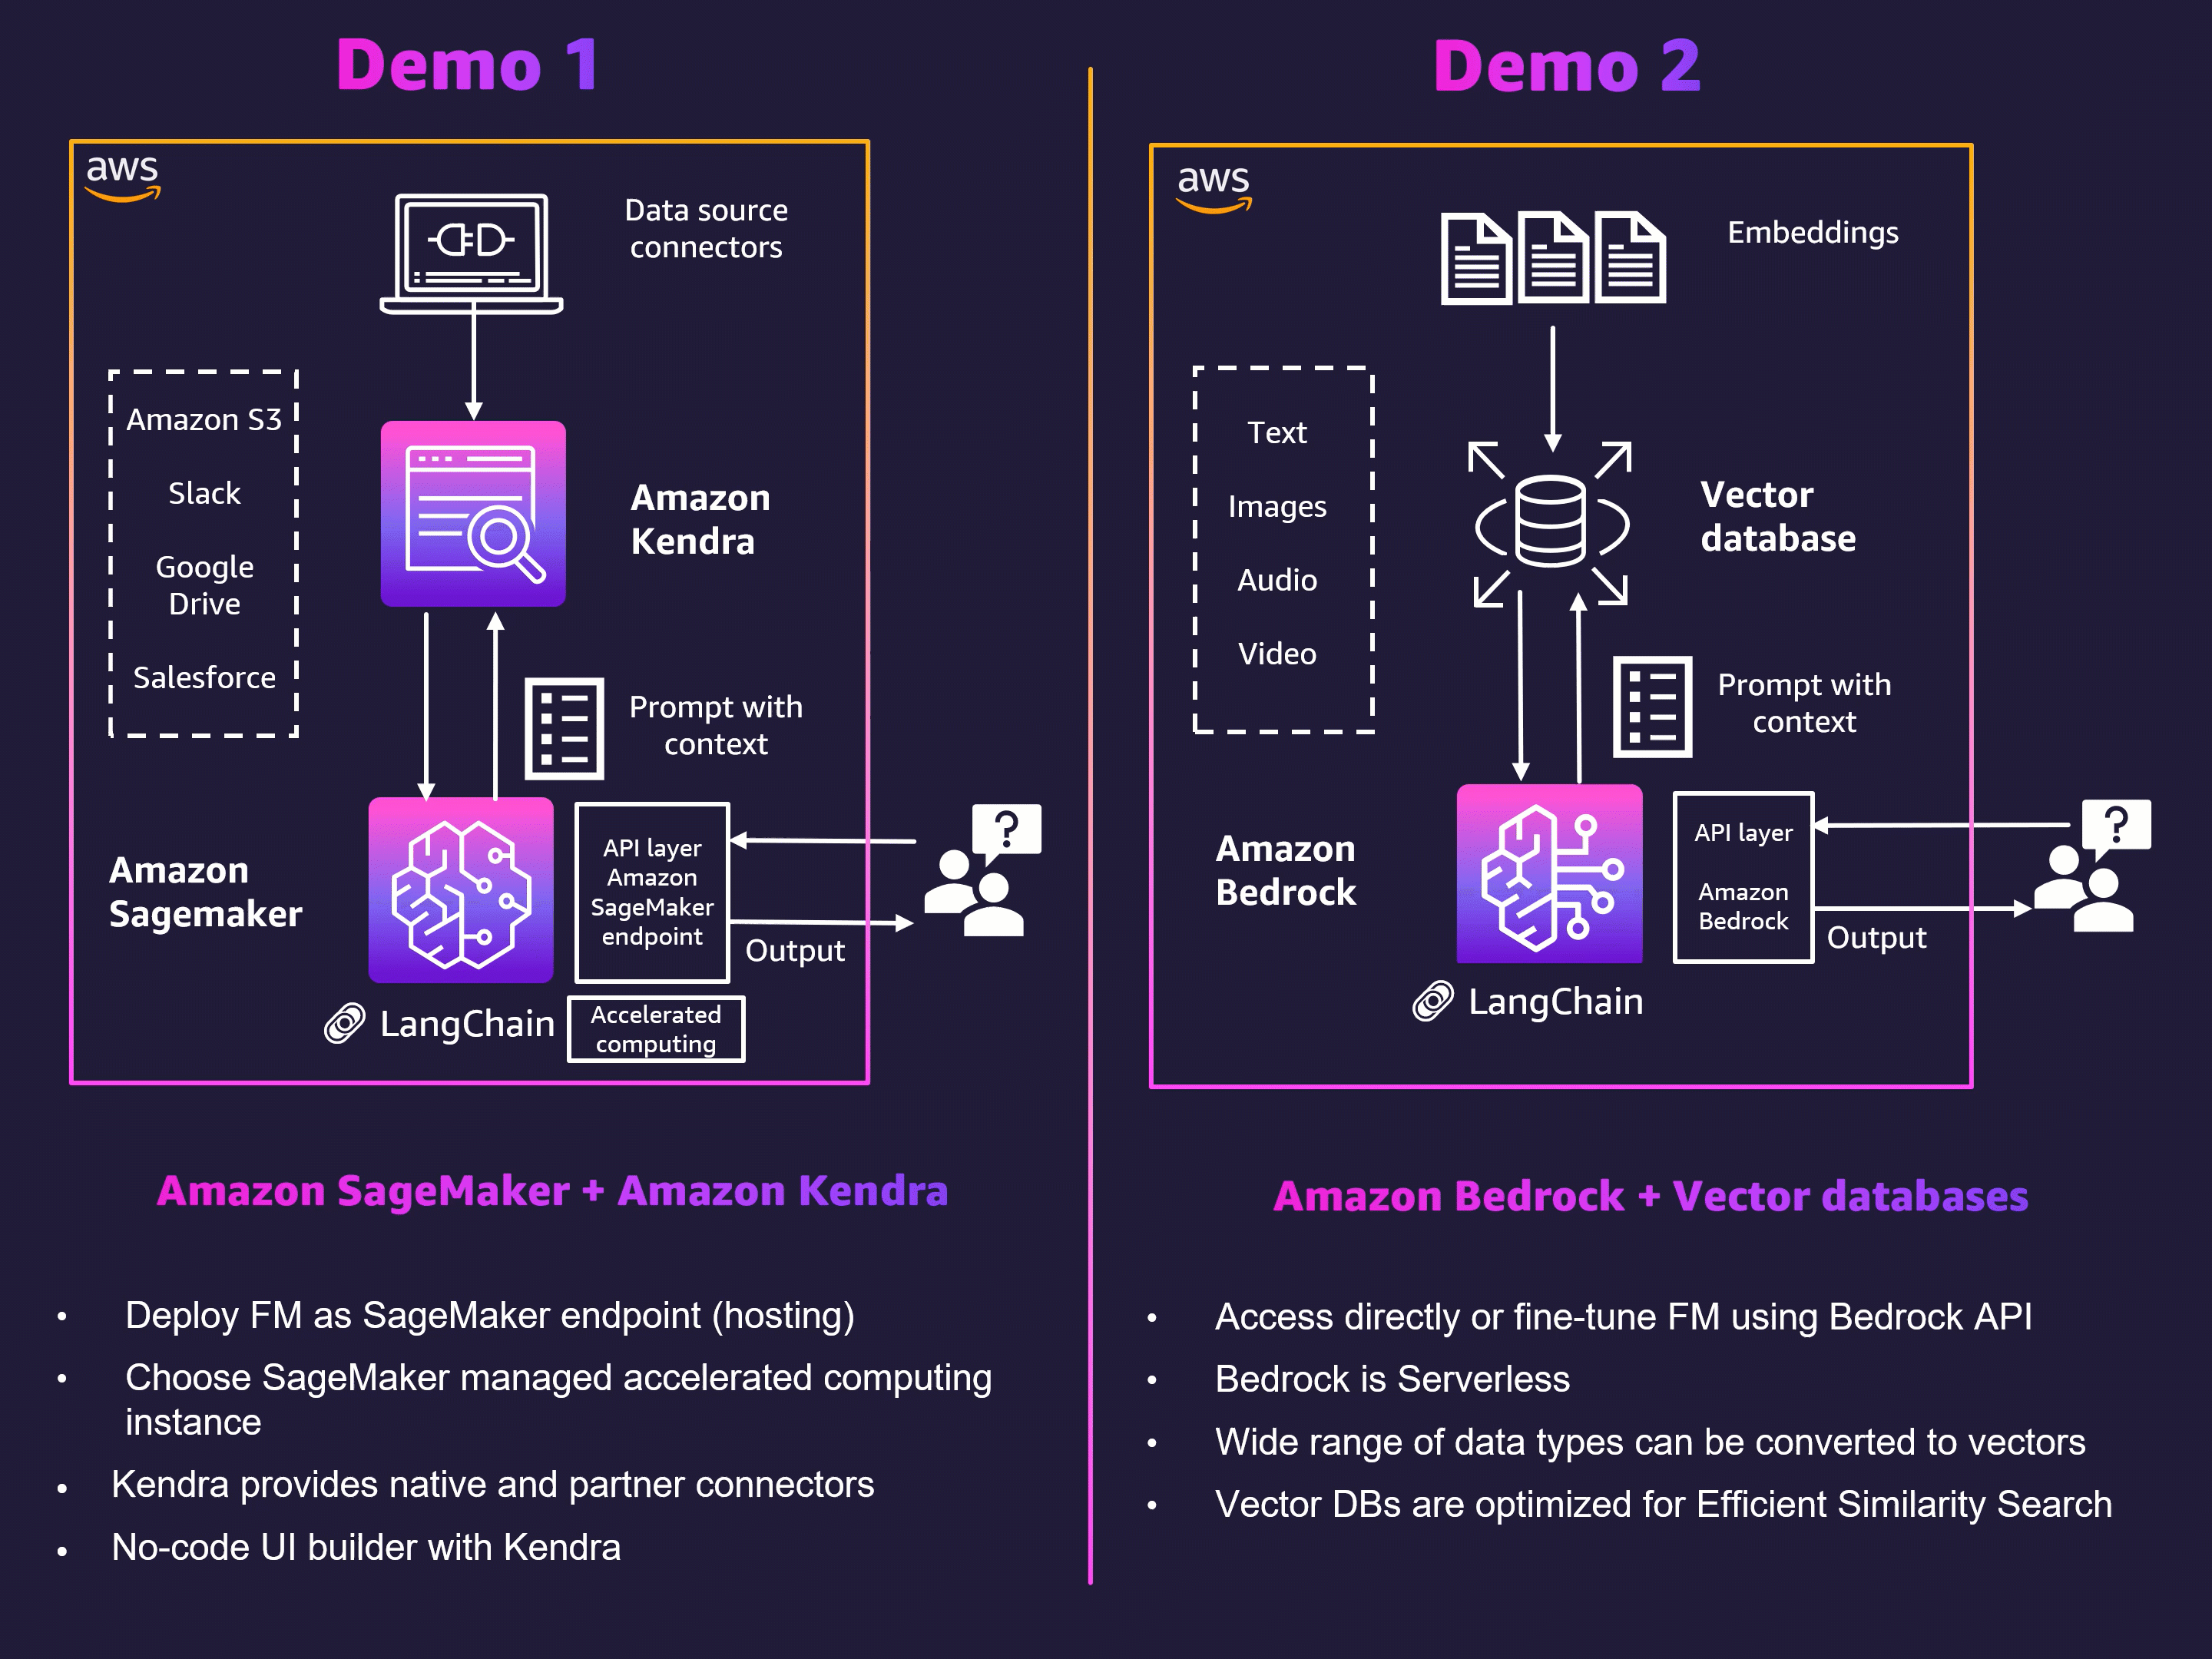 Demo 1
aws
Data source
connectors
Amazon S3
Slack
Google
Drive
Salesforce
Amazon
Kendra
Prompt with
context
Amazon
Sagemaker
API layer
Amazon
SageMaker
endpoint
?
Output
LangChain
Accelerated
computing
Amazon SageMaker + Amazon Kendra
• Deploy FM as SageMaker endpoint (hosting)
• Choose SageMaker managed accelerated computing
instance
• Kendra provides native and partner connectors
• No-code UI builder with Kendra
Demo 2
aws
Embeddings
Text
Images
Audio
Video
Vector
database
Prompt with
context
Amazon
Bedrock
API layer
Amazon
Bedrock
?
Output
LangChain
Amazon Bedrock + Vector databases
• Access directly or fine-tune FM using Bedrock API
• Bedrock is Serverless
• Wide range of data types can be converted to vectors
• Vector DBs are optimized for Efficient Similarity Search